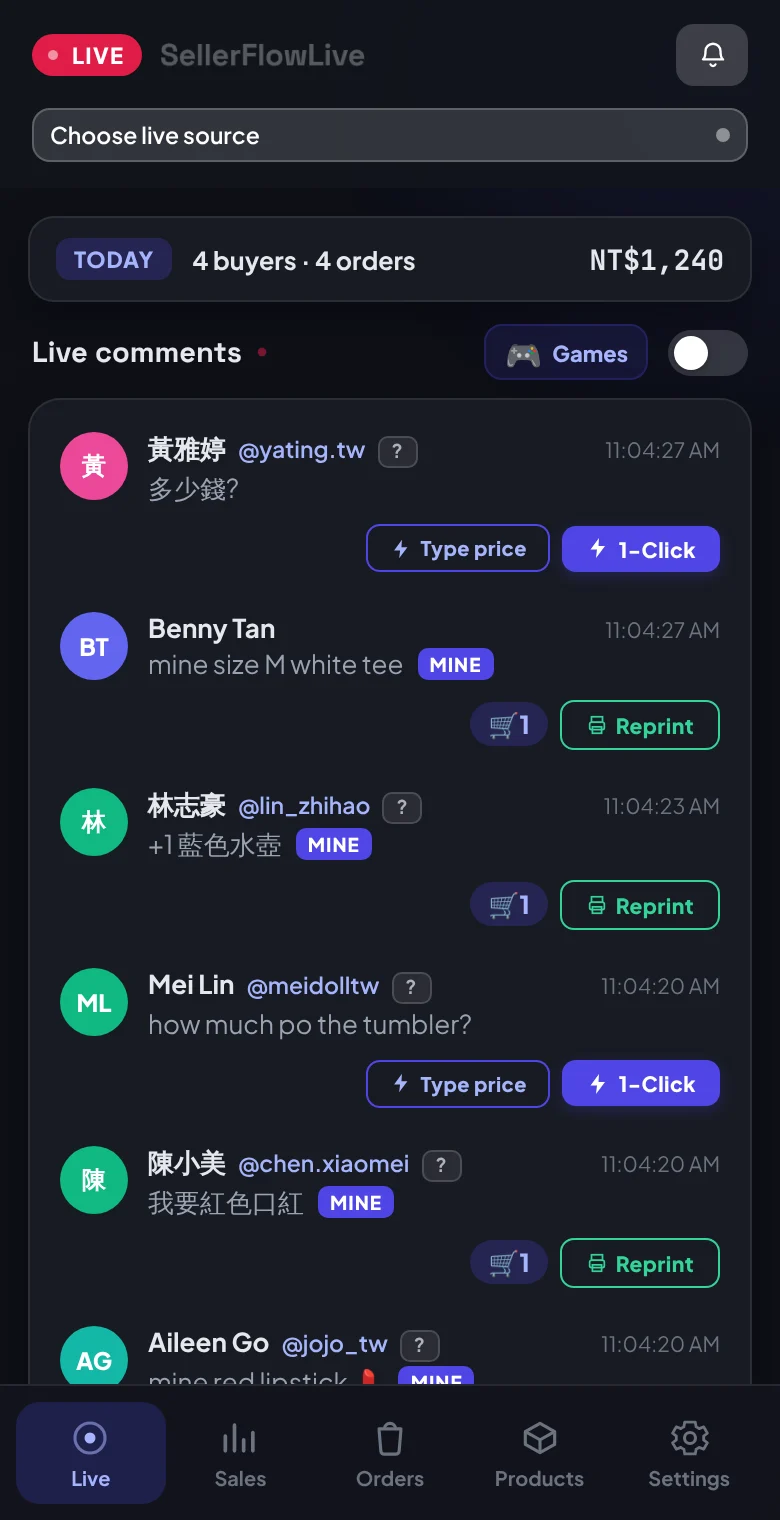 LIVE SellerFlowLive
Choose live source
TODAY 4 buyers · 4 orders NT$1,240
Live comments Games
黃 黃雅婷 @yating.tw ? 11:04:27 AM
多少錢?
Type price 1-Click
BT Benny Tan 11:04:27 AM
mine size M white tee MINE
1 Reprint
林 林志豪 @lin_zhihao ? 11:04:23 AM
+1 藍色水壺 MINE
1 Reprint
ML Mei Lin @meidolltw ? 11:04:20 AM
how much po the tumbler?
Type price 1-Click
陳 陳小美 @chen.xiaomei ? 11:04:20 AM
我要紅色口紅 MINE
1 Reprint
AG Aileen Go @jojo_tw ? 11:04:20 AM
mine red lipstick 💄 MINE
Live Sales Orders Products Settings